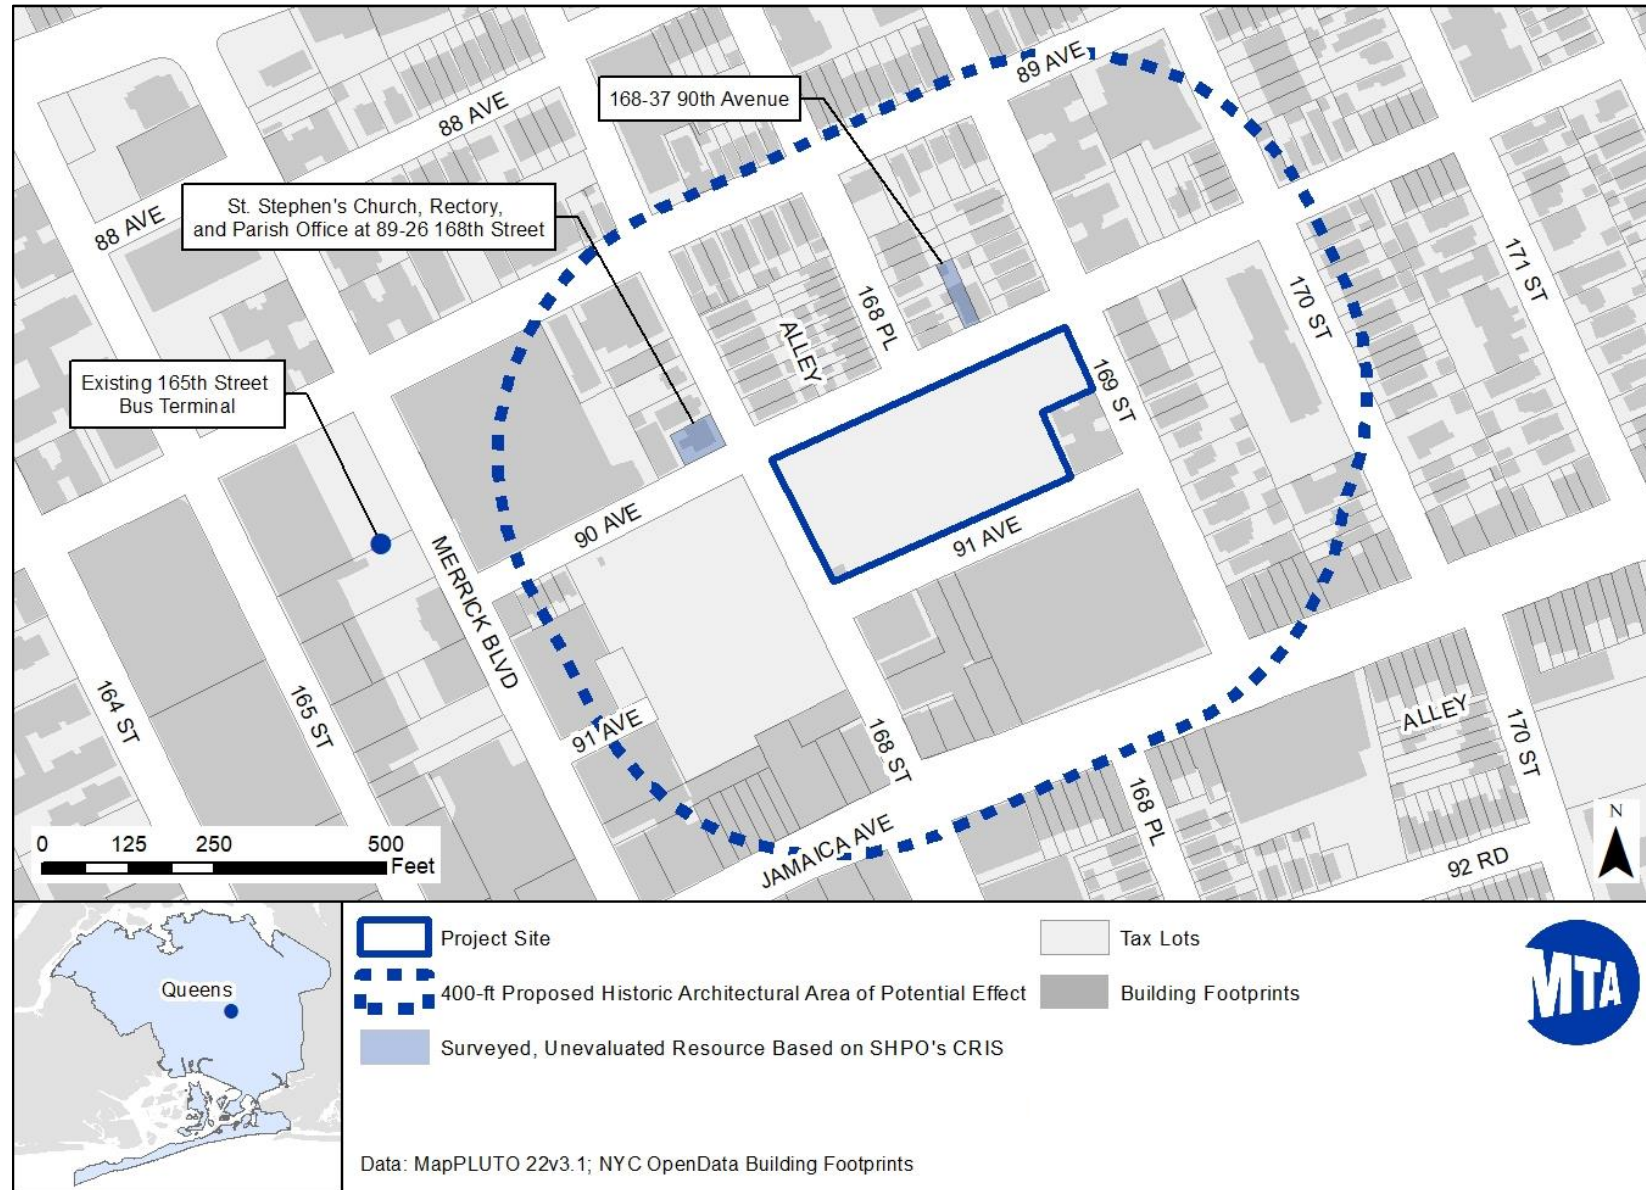 89 AVE
88 AVE
168-37 90th Avenue
88 AVE
St. Stephen's Church, Rectory,
and Parish Office at 89-26 168th Street
171 ST
170 ST
168 PL
ALLEY
169 ST
Existing 165th Street
Bus Terminal
90 AVE
91 AVE
MERRICK BLVD
164 ST
165 ST
91 AVE
168 ST
ALLEY
170 ST
168 PL
JAMAICA AVE
92 RD
N
0 125 250 500
Feet
Queens
Project Site
400-ft Proposed Historic Architectural Area of Potential Effect
Surveyed, Unevaluated Resource Based on SHPO's CRIS
Tax Lots
Building Footprints
MTA
Data: MapPLUTO 22v3.1; NYC OpenData Building Footprints